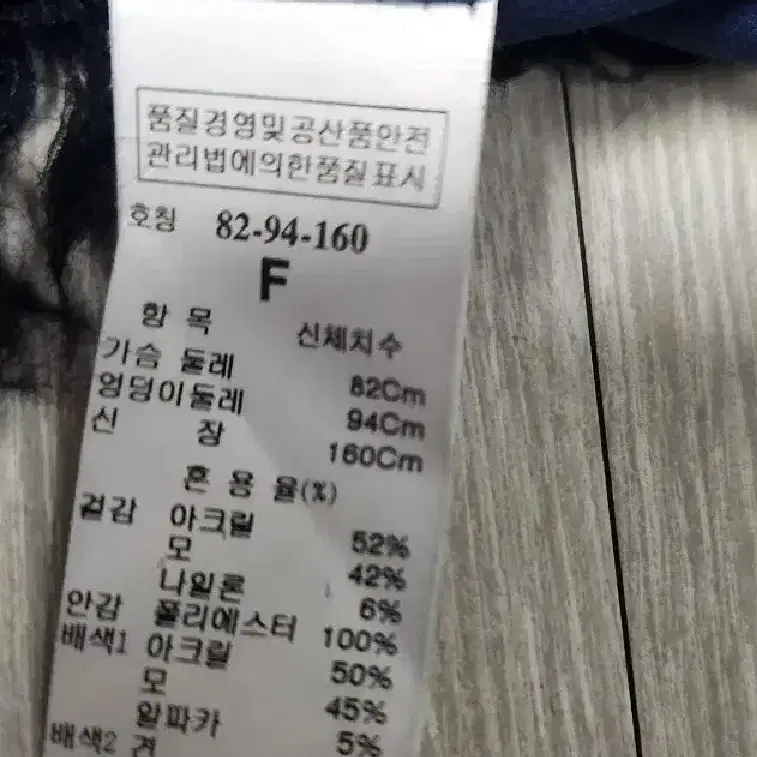 품질경영및공산품안전
관리법에의한품질표시
호칭 82-94-160
F
항 목 신체치수
가슴 둘레 82Cm
엉덩이둘레 94Cm
신 장 160Cm
혼 용 율(%)
겉감 아크릴 52%
모 42%
나일론 6%
안감 폴리에스터 100%
배색1 아크릴 50%
모 45%
알파카 5%
배색2 견